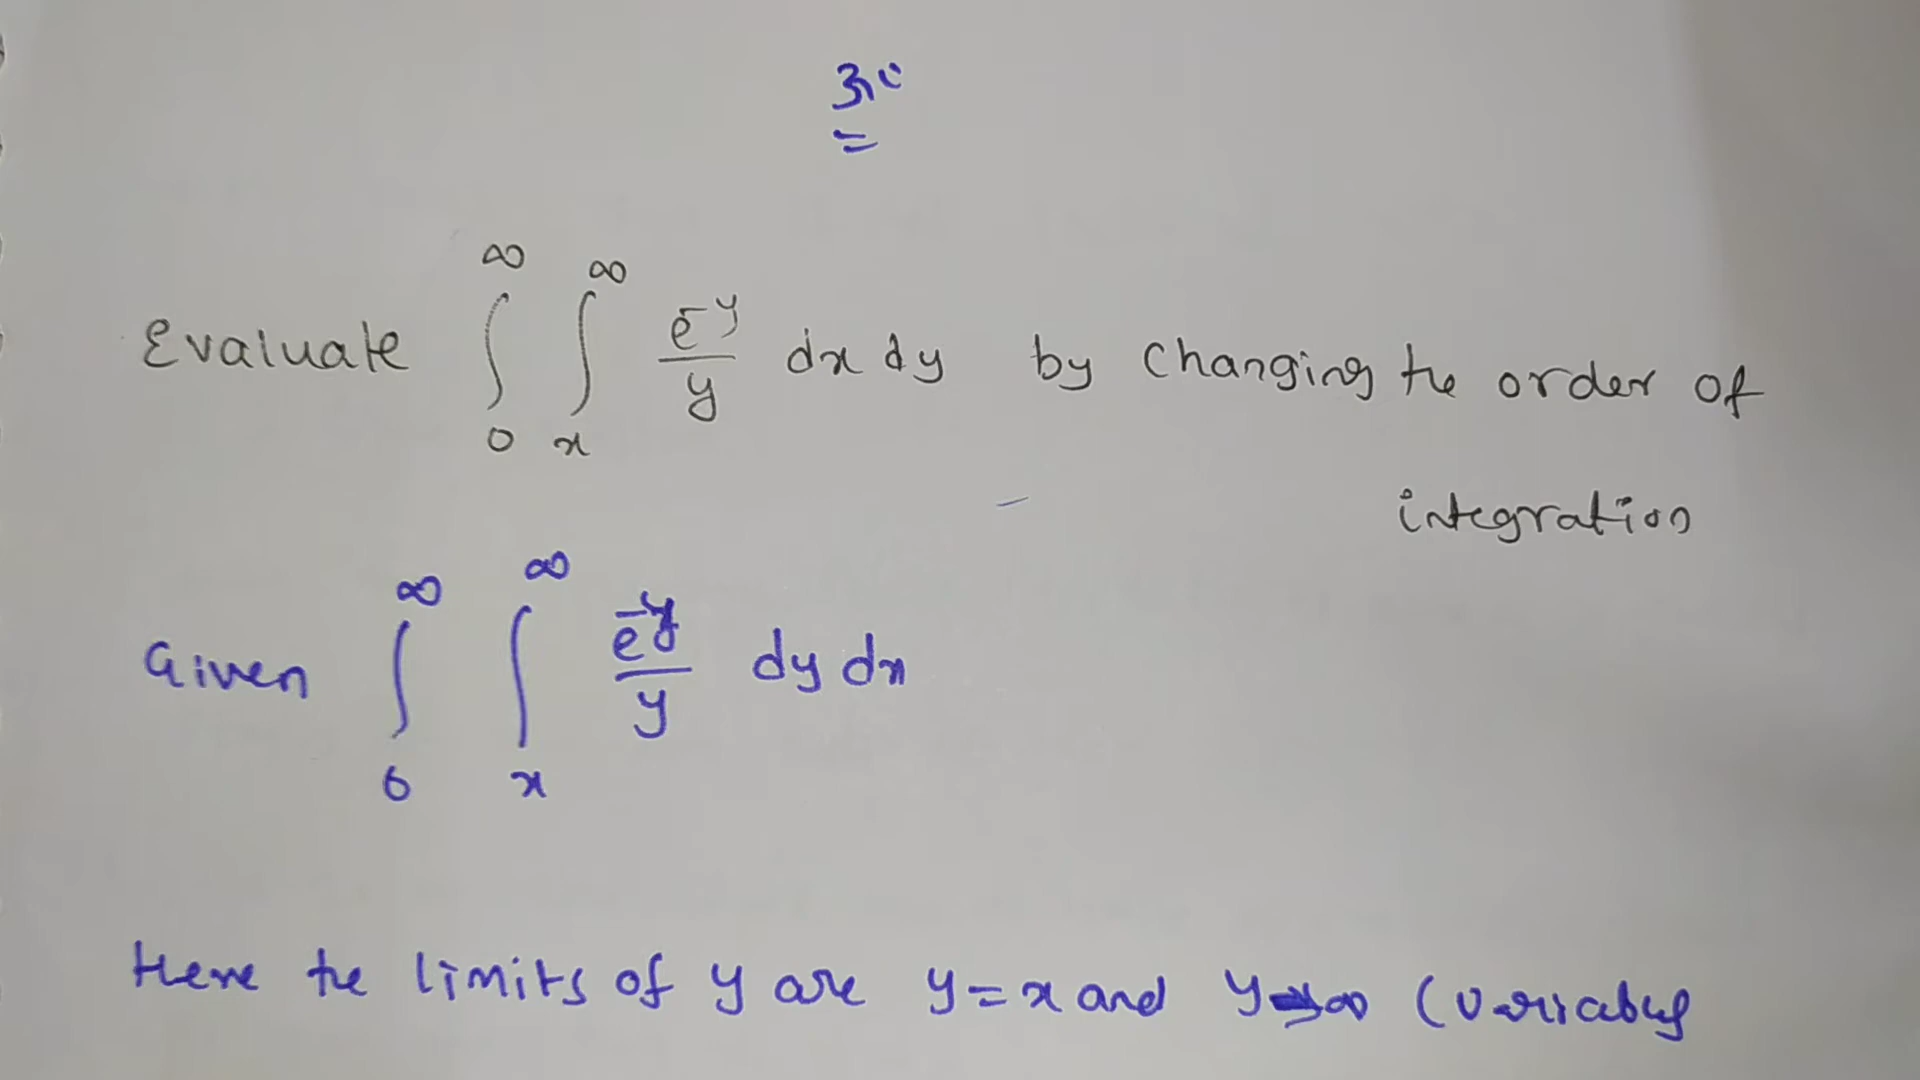 Evaluate ∫₀^∞ ∫ₓ^∞ e^-y/y dx dy by changing the order of
integration
Given ∫₀^∞ ∫ₓ^∞ e^-y/y dy dx
Here the limits of y are y=x and y=∞ (variables